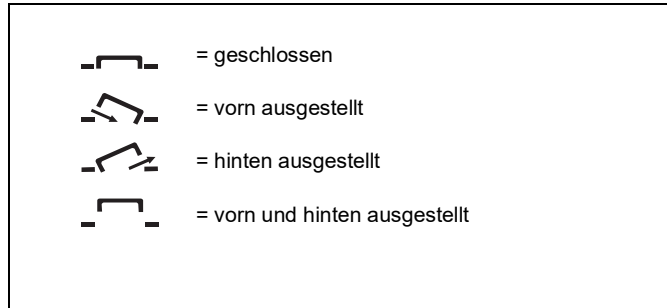 = geschlossen
= vorn ausgestellt
= hinten ausgestellt
= vorn und hinten ausgestellt